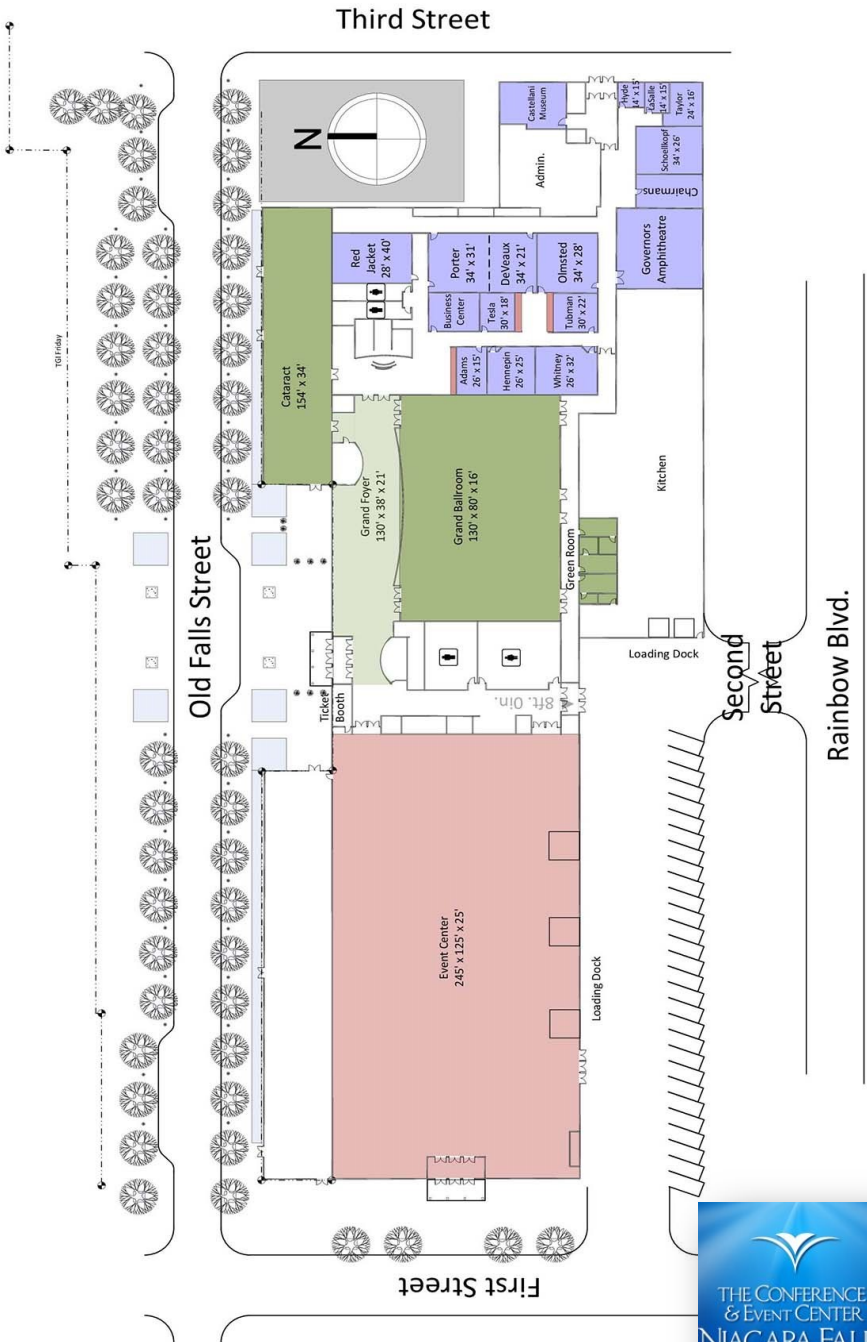 Third Street
N
Castellani
Museum
Hyde
14' x 15'
LaSalle
14' x 15'
Taylor
24' x 16'
Admin.
Schoellkopf
34' x 26'
Chairmans
Governors
Amphitheatre
Red
Jacket
28' x 40'
Porter
34' x 31'
DeVeaux
34' x 21'
Olmsted
34' x 28'
Business
Center
Tesla
30' x 18'
Tubman
30' x 22'
Adams
26' x 15'
Hennepin
26' x 25'
Whitney
26' x 32'
TGI Friday
Cataract
154' x 34'
Grand Foyer
130' x 38' x 21'
Grand Ballroom
130' x 80' x 16'
Kitchen
Green Room
Old Falls Street
Loading Dock
Second
Street
Rainbow Blvd.
Ticket
Booth
8ft. 0in.
Event Center
245' x 125' x 25'
Loading Dock
First Street
THE CONFERENCE
& EVENT CENTER
NIAGARA FALL